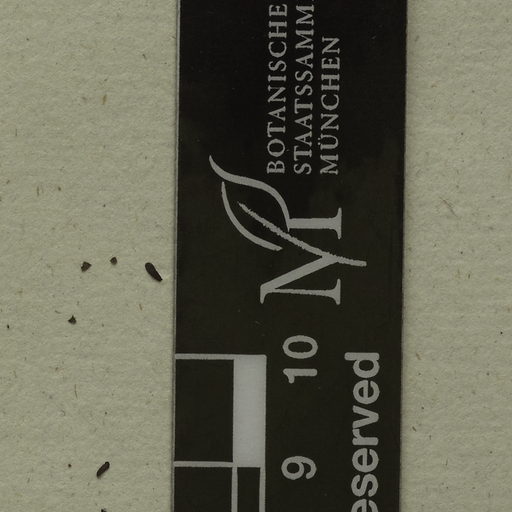 BOTANISCHE
STAATSSAMM
MÜNCHEN
M
10
9
eserved